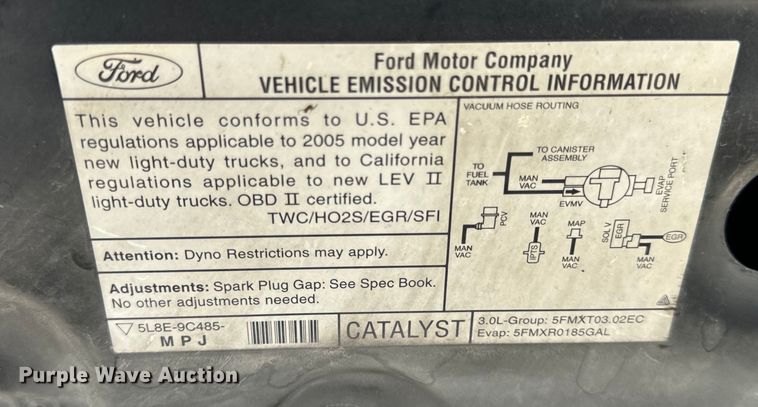 Ford
Ford Motor Company
VEHICLE EMISSION CONTROL INFORMATION
This vehicle conforms to U.S. EPA
regulations applicable to 2005 model year
new light-duty trucks, and to California
regulations applicable to new LEV II
light-duty trucks. OBD II certified.
TWC/HO2S/EGR/SFI
Attention: Dyno Restrictions may apply.
Adjustments: Spark Plug Gap: See Spec Book.
No other adjustments needed.
5L8E-9C485-
M P J
CATALYST
3.0L-Group: 5FMXT03.02EC
Evap: 5FMXR0185GAL
VACUUM HOSE ROUTING
TO CANISTER
ASSEMBLY
TO
FUEL
TANK
MAN
VAC
EVMV
EVAP
SERVICE PORT
PCV
MAN
VAC
MAN
VAC
IPTS
MAP
MAN
VAC
SOL V
EGR
EGR
MAN
VAC
Purple Wave Auction